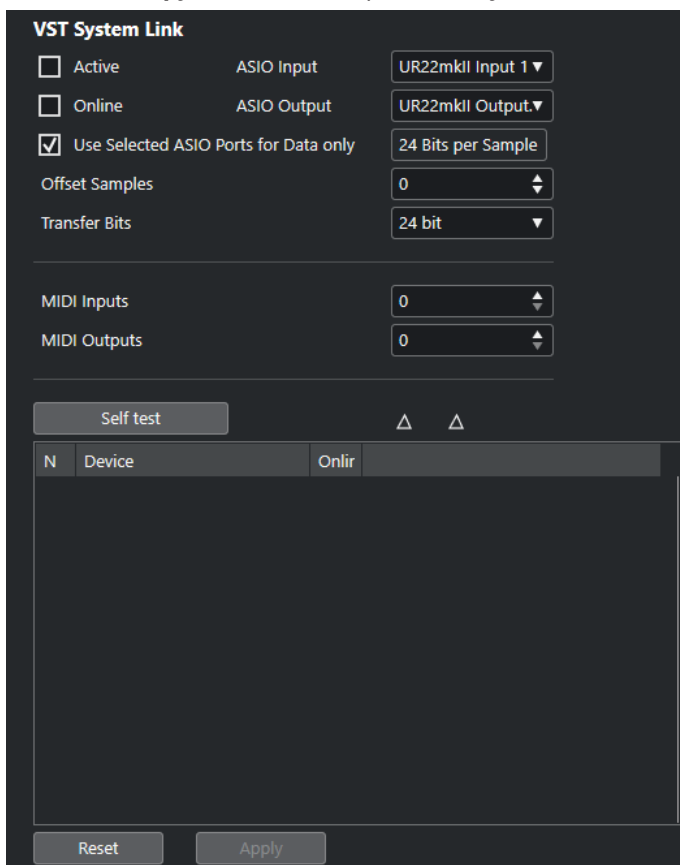 VST System Link
Active ASIO Input UR22mkII Input 1
Online ASIO Output UR22mkII Output.
Use Selected ASIO Ports for Data only 24 Bits per Sample
Offset Samples 0
Transfer Bits 24 bit
MIDI Inputs 0
MIDI Outputs 0
Self test
N Device Onlir
Reset Apply